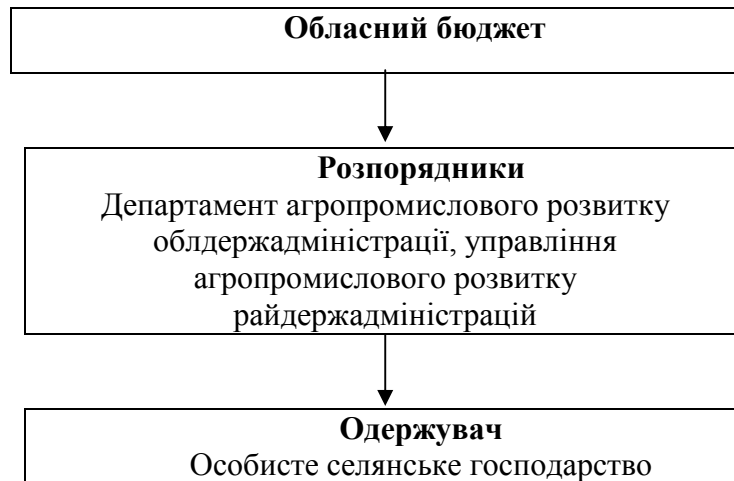 Обласний бюджет
Розпорядники
Департамент агропромислового розвитку
облдержадміністрації, управління
агропромислового розвитку
райдержадміністрацій
Одержувач
Особисте селянське господарство